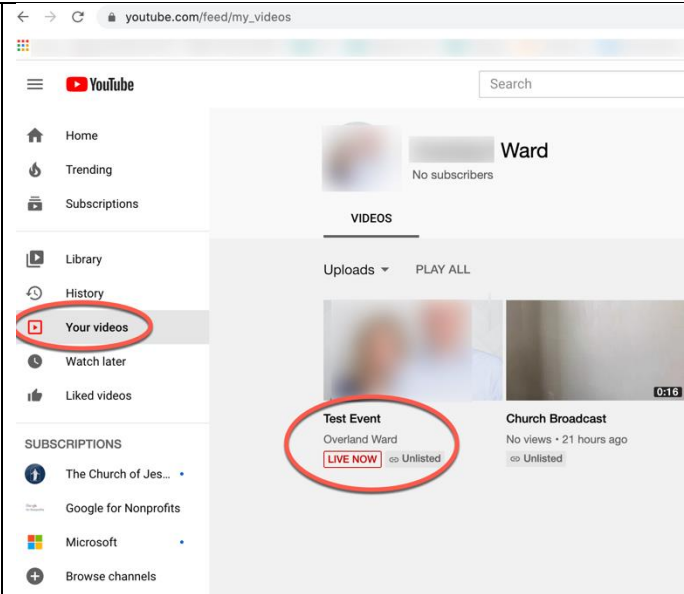 youtube.com/feed/my_videos
YouTube
Search
Home
Trending
Subscriptions
Library
History
Your videos
Watch later
Liked videos
SUBSCRIPTIONS
The Church of Jes...
Google for Nonprofits
Microsoft
Browse channels
Ward
No subscribers
VIDEOS
Uploads
PLAY ALL
0:16
Test Event
Overland Ward
LIVE NOW Unlisted
Church Broadcast
No views • 21 hours ago
Unlisted